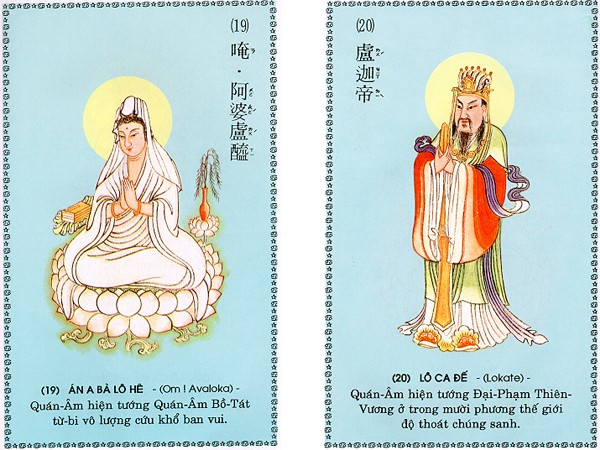 (19)
唵・阿婆盧醯
(19) ÁN A BÀ LÔ HÊ - (Om ! Avaloka) -
Quán-Âm hiện tướng Quán-Âm Bồ-Tát
từ-bi vô lượng cứu khổ ban vui.
(20)
盧迦帝
(20) LÔ CA ĐẾ - (Lokate) -
Quán-Âm hiện tướng Đại-Phạm Thiên-
Vương ở trong mười phương thế giới
độ thoát chúng sanh.